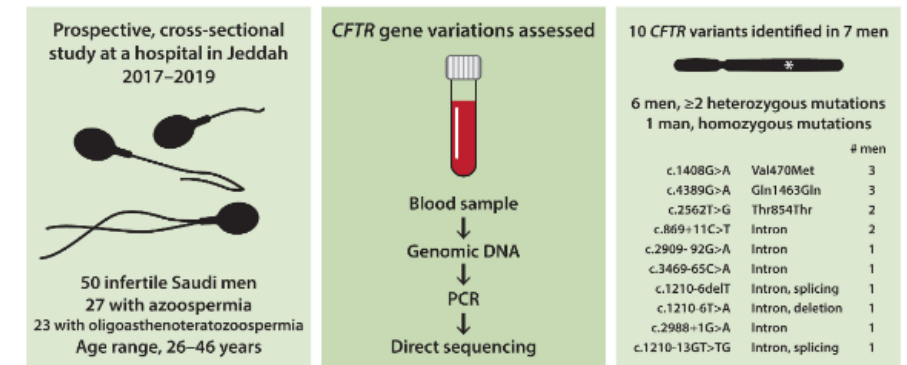 Prospective, cross-sectional
study at a hospital in Jeddah
2017–2019
50 infertile Saudi men
27 with azoospermia
23 with oligoasthenoteratozoospermia
Age range, 26–46 years
CFTR gene variations assessed
Blood sample
↓
Genomic DNA
↓
PCR
↓
Direct sequencing
10 CFTR variants identified in 7 men
*
6 men, ≥2 heterozygous mutations
1 man, homozygous mutations
# men
c.1408G>A Val470Met 3
c.4389G>A Gln1463Gln 3
c.2562T>G Thr854Thr 2
c.869+11C>T Intron 2
c.2909- 92G>A Intron 1
c.3469-65C>A Intron 1
c.1210-6delT Intron, splicing 1
c.1210-6T>A Intron, deletion 1
c.2988+1G>A Intron 1
c.1210-13GT>TG Intron, splicing 1